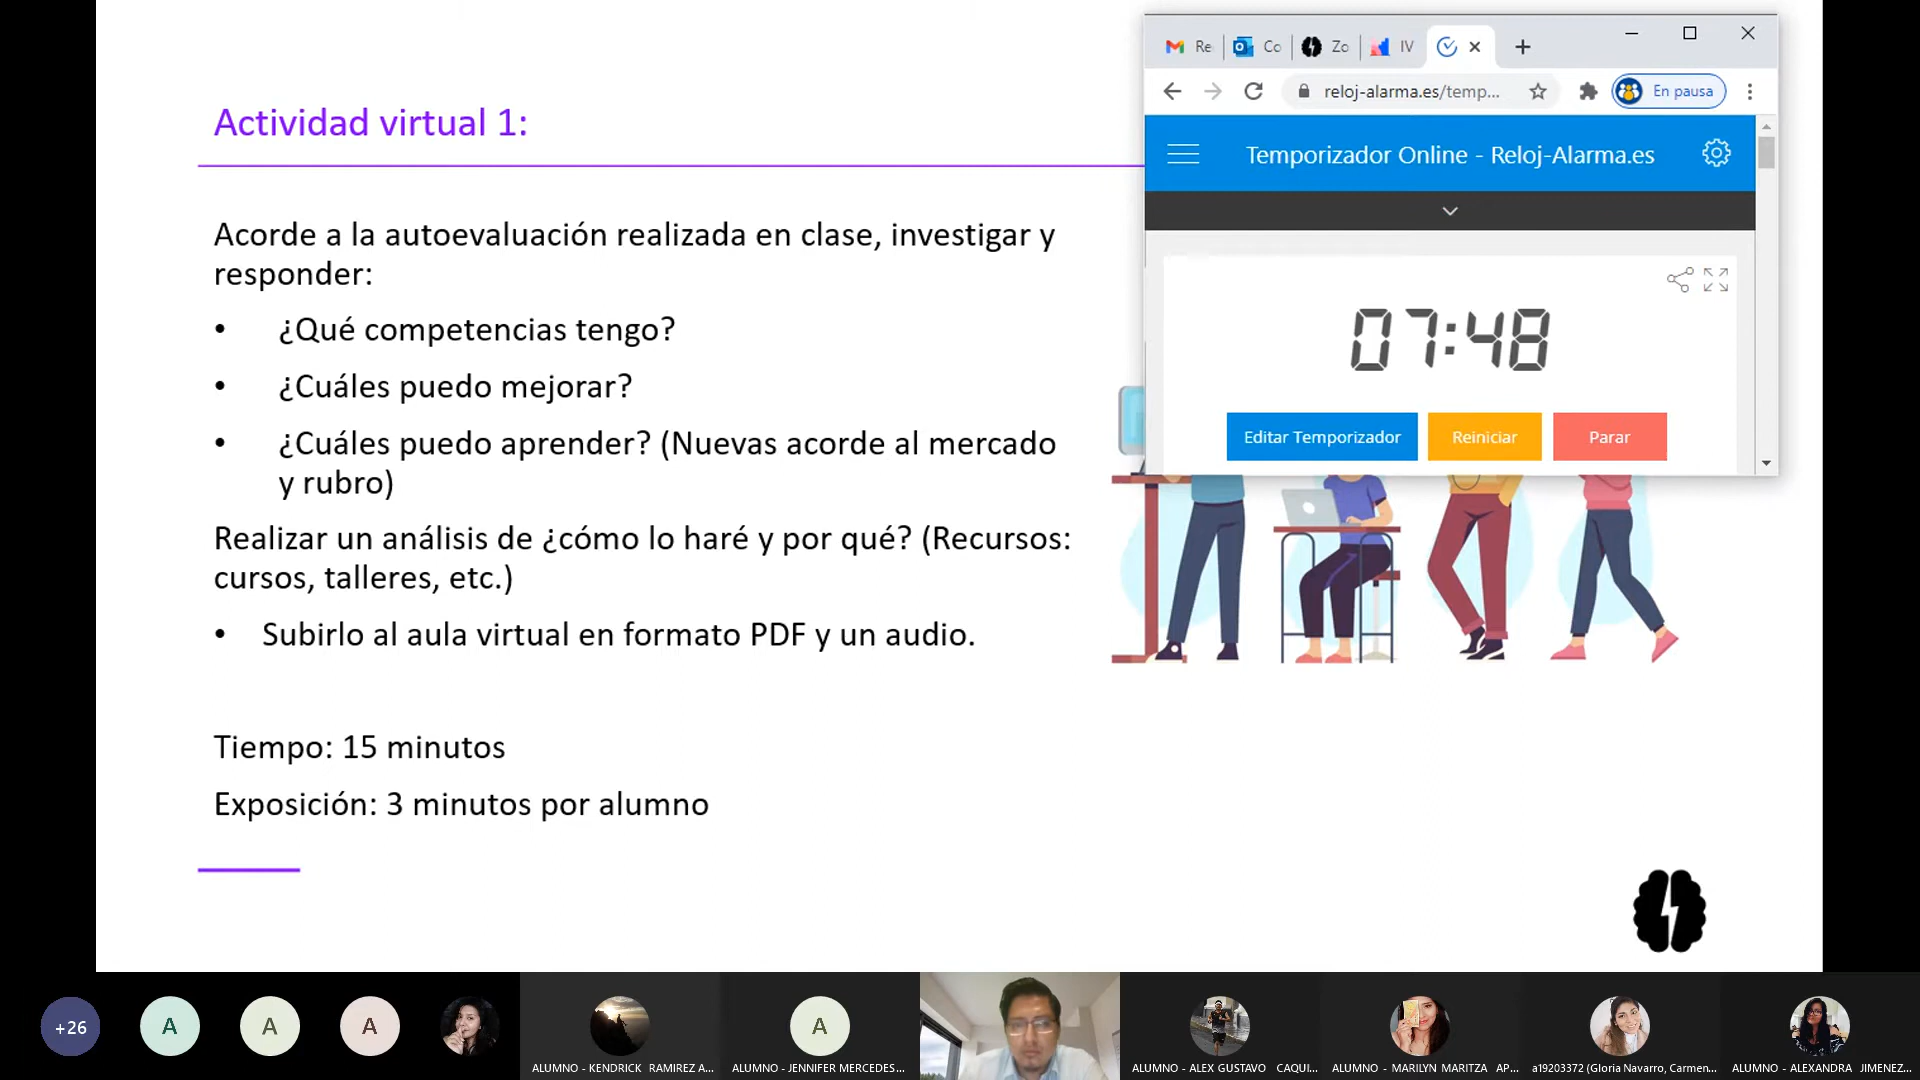 Actividad virtual 1:
Acorde a la autoevaluación realizada en clase, investigar y
responder:
• ¿Qué competencias tengo?
• ¿Cuáles puedo mejorar?
• ¿Cuáles puedo aprender? (Nuevas acorde al mercado
y rubro)
Realizar un análisis de ¿cómo lo haré y por qué? (Recursos:
cursos, talleres, etc.)
• Subirlo al aula virtual en formato PDF y un audio.
Tiempo: 15 minutos
Exposición: 3 minutos por alumno
Re Co Zo IV
reloj-alarma.es/temp... En pausa
Temporizador Online - Reloj-Alarma.es
07:48
Editar Temporizador Reiniciar Parar
+26 A A A A
ALUMNO - KENDRICK RAMIREZ A... ALUMNO - JENNIFER MERCEDES... ALUMNO - ALEX GUSTAVO CAQUI... ALUMNO - MARILYN MARITZA AP... a19203372 (Gloria Navarro, Carmen... ALUMNO - ALEXANDRA JIMENEZ...